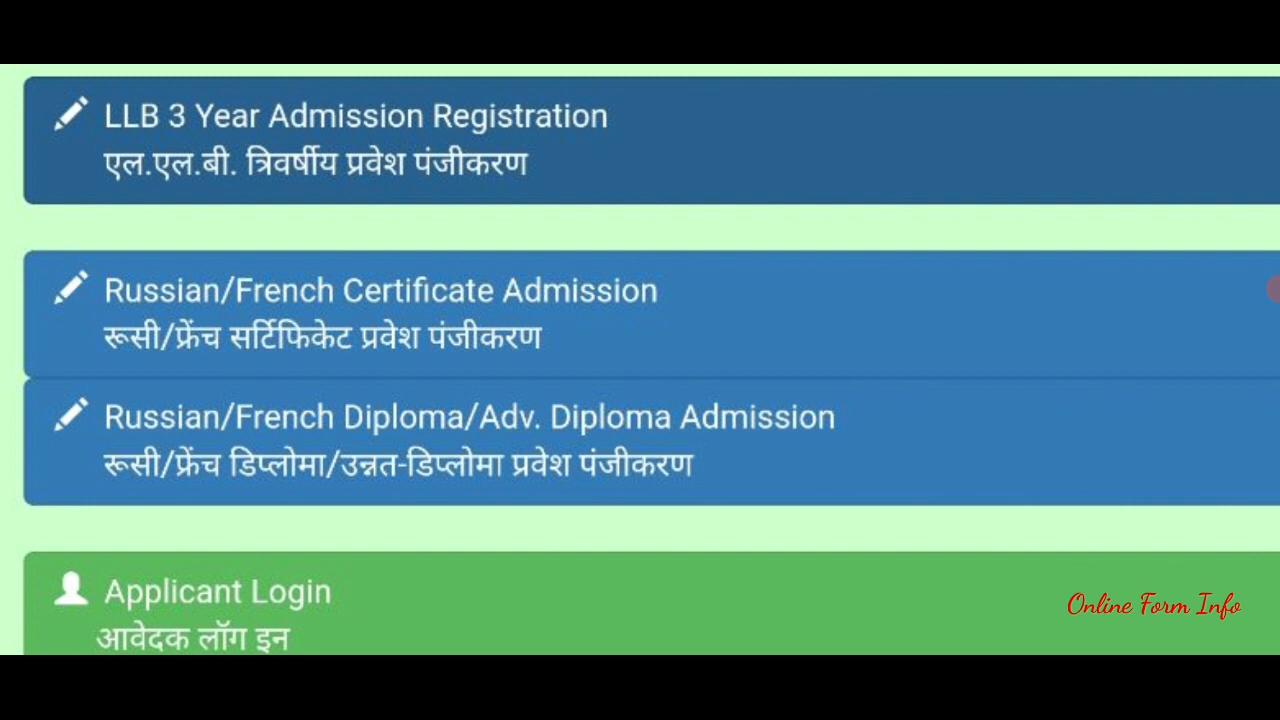 LLB 3 Year Admission Registration
एल.एल.बी. त्रिवर्षीय प्रवेश पंजीकरण
Russian/French Certificate Admission
रूसी/फ्रेंच सर्टिफिकेट प्रवेश पंजीकरण
Russian/French Diploma/Adv. Diploma Admission
रूसी/फ्रेंच डिप्लोमा/उन्नत-डिप्लोमा प्रवेश पंजीकरण
Applicant Login
आवेदक लॉग इन
Online Form Info